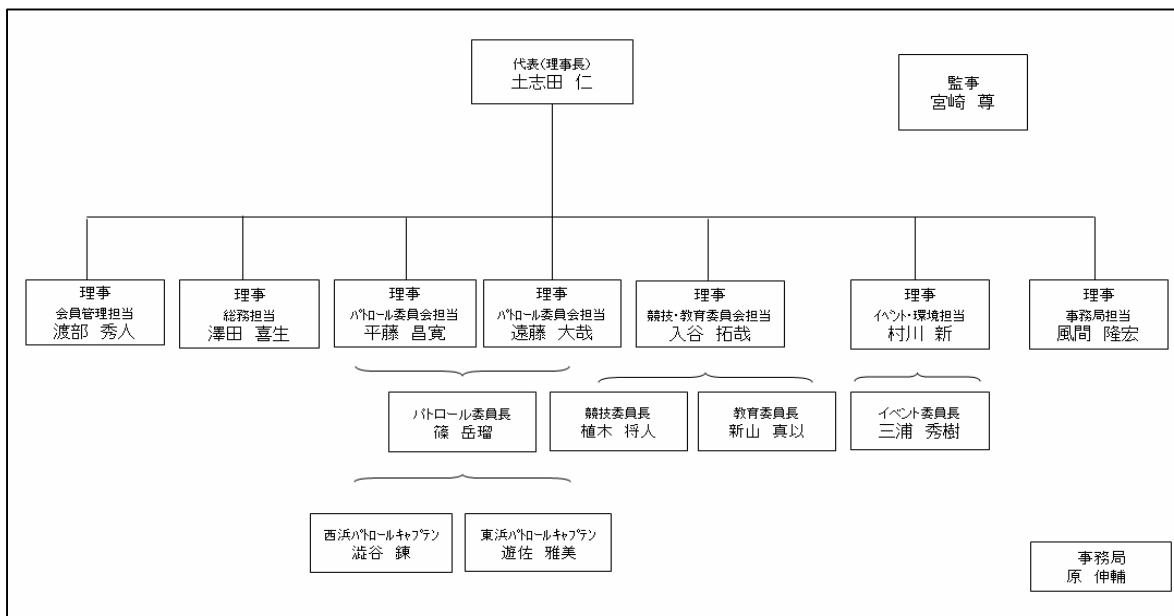 代表(理事長)
土志田 仁
監事
宮崎 尊
理事
会員管理担当
渡部 秀人
理事
総務担当
澤田 喜生
理事
ﾊﾟﾄﾛｰﾙ委員会担当
平藤 昌寛
理事
ﾊﾟﾄﾛｰﾙ委員会担当
遠藤 大哉
理事
競技・教育委員会担当
入谷 拓哉
理事
ｲﾍﾞﾝﾄ・環境担当
村川 新
理事
事務局担当
風間 隆宏
パトロール委員長
篠 岳瑠
競技委員長
植木 将人
教育委員長
新山 真以
イベント委員長
三浦 秀樹
西浜ﾊﾟﾄﾛｰﾙｷｬﾌﾟﾃﾝ
澁谷 錬
東浜ﾊﾟﾄﾛｰﾙｷｬﾌﾟﾃﾝ
遊佐 雅美
事務局
原 伸輔